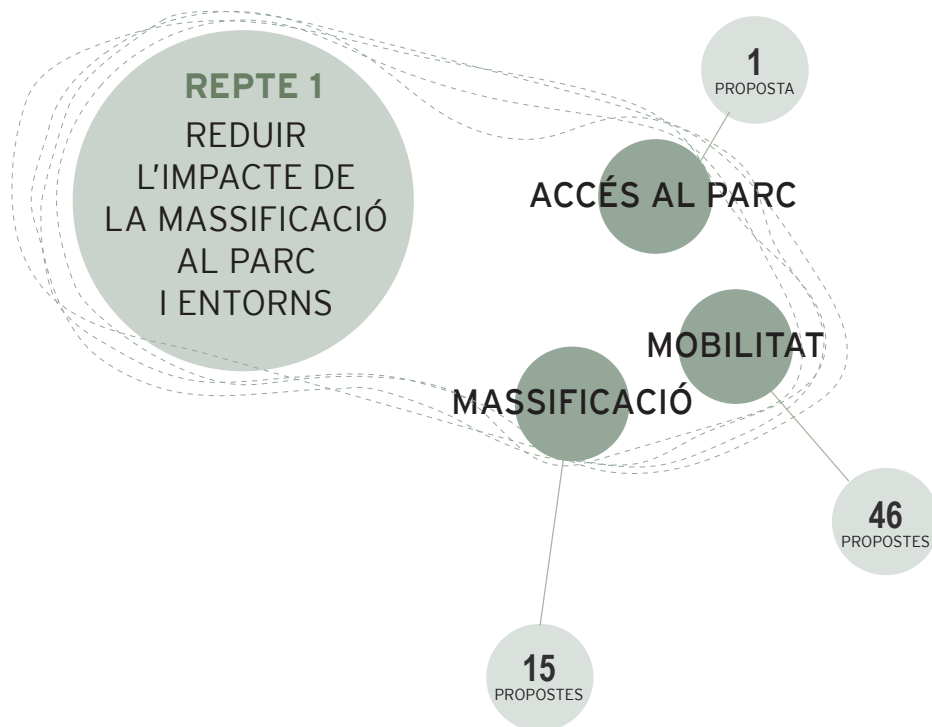 REPTE 1
REDUIR
L'IMPACTE DE
LA MASSIFICACIÓ
AL PARC
I ENTORNS
1
PROPOSTA
ACCÉS AL PARC
MOBILITAT
MASSIFICACIÓ
46
PROPOSTES
15
PROPOSTES